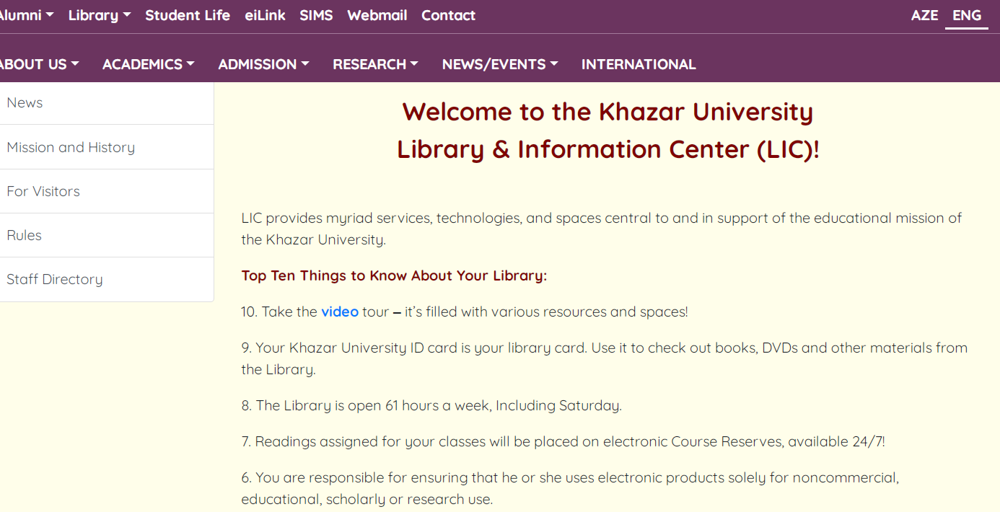 Alumni Library Student Life eiLink SIMS Webmail Contact AZE ENG
ABOUT US ACADEMICS ADMISSION RESEARCH NEWS/EVENTS INTERNATIONAL
News
Mission and History
For Visitors
Rules
Staff Directory
Welcome to the Khazar University
Library & Information Center (LIC)!
LIC provides myriad services, technologies, and spaces central to and in support of the educational mission of
the Khazar University.
Top Ten Things to Know About Your Library:
10. Take the video tour – it’s filled with various resources and spaces!
9. Your Khazar University ID card is your library card. Use it to check out books, DVDs and other materials from
the Library.
8. The Library is open 61 hours a week, Including Saturday.
7. Readings assigned for your classes will be placed on electronic Course Reserves, available 24/7!
6. You are responsible for ensuring that he or she uses electronic products solely for noncommercial,
educational, scholarly or research use.